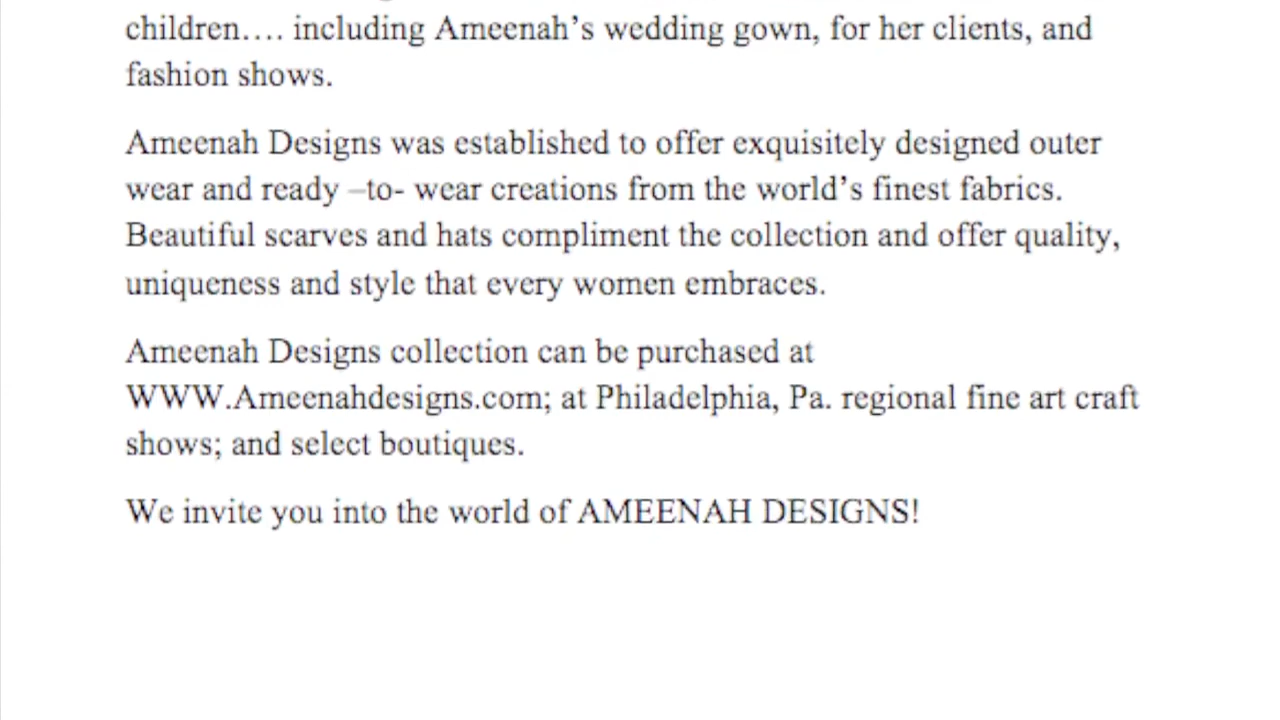 children…. including Ameenah’s wedding gown, for her clients, and
fashion shows.
Ameenah Designs was established to offer exquisitely designed outer
wear and ready –to- wear creations from the world’s finest fabrics.
Beautiful scarves and hats compliment the collection and offer quality,
uniqueness and style that every women embraces.
Ameenah Designs collection can be purchased at
WWW.Ameenahdesigns.com; at Philadelphia, Pa. regional fine art craft
shows; and select boutiques.
We invite you into the world of AMEENAH DESIGNS!